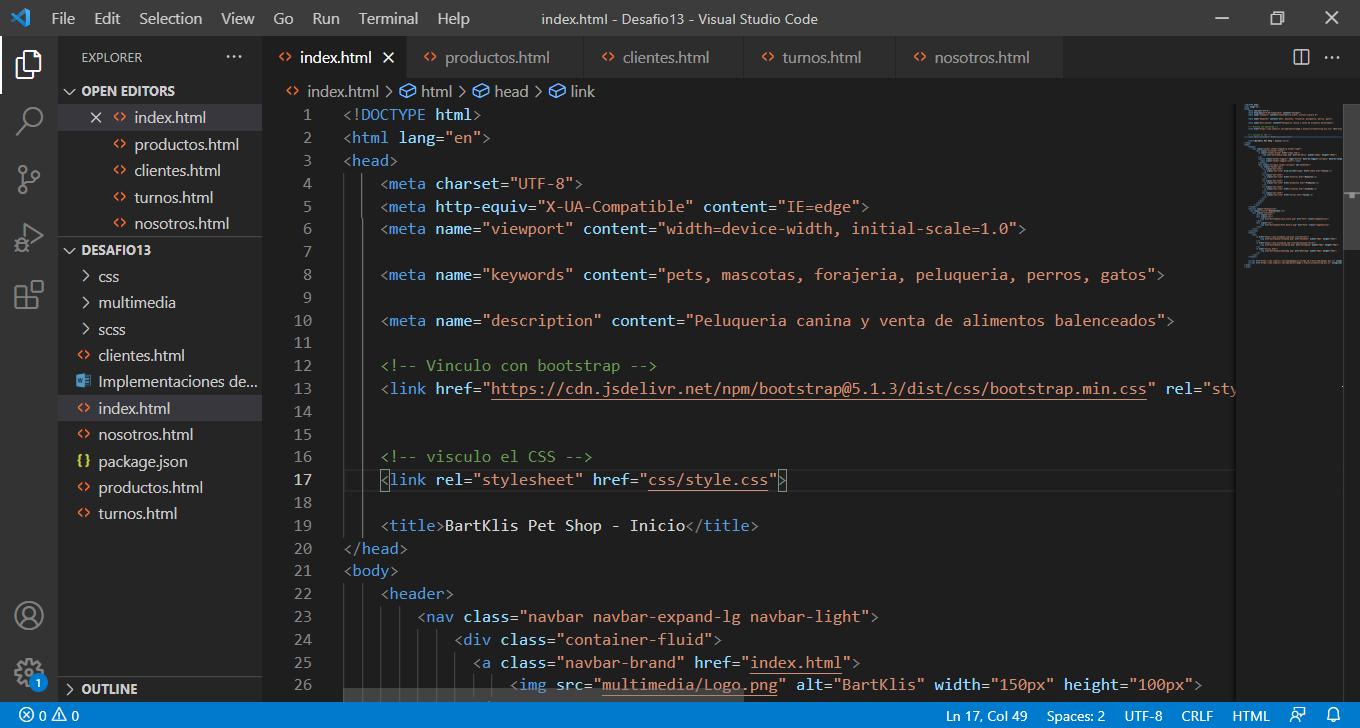 File Edit Selection View Go Run Terminal Help index.html - Desafio13 - Visual Studio Code
EXPLORER
OPEN EDITORS
index.html
productos.html
clientes.html
turnos.html
nosotros.html
DESAFIO13
css
multimedia
scss
clientes.html
Implementaciones de...
index.html
nosotros.html
package.json
productos.html
turnos.html
OUTLINE
index.html productos.html clientes.html turnos.html nosotros.html
index.html > html > head > link
1 <!DOCTYPE html>
2 <html lang="en">
3 <head>
4 <meta charset="UTF-8">
5 <meta http-equiv="X-UA-Compatible" content="IE=edge">
6 <meta name="viewport" content="width=device-width, initial-scale=1.0">
7
8 <meta name="keywords" content="pets, mascotas, forajeria, peluqueria, perros, gatos">
9
10 <meta name="description" content="Peluqueria canina y venta de alimentos balenceados">
11
12 <!-- Vinculo con bootstrap -->
13 <link href="https://cdn.jsdelivr.net/npm/bootstrap@5.1.3/dist/css/bootstrap.min.css" rel="sty
14
15
16 <!-- visculo el CSS -->
17 <link rel="stylesheet" href="css/style.css">
18
19 <title>BartKlis Pet Shop - Inicio</title>
20 </head>
21 <body>
22 <header>
23 <nav class="navbar navbar-expand-lg navbar-light">
24 <div class="container-fluid">
25 <a class="navbar-brand" href="index.html">
26 <img src="multimedia/Logo.png" alt="BartKlis" width="150px" height="100px">
1
0 0 Ln 17, Col 49 Spaces: 2 UTF-8 CRLF HTML